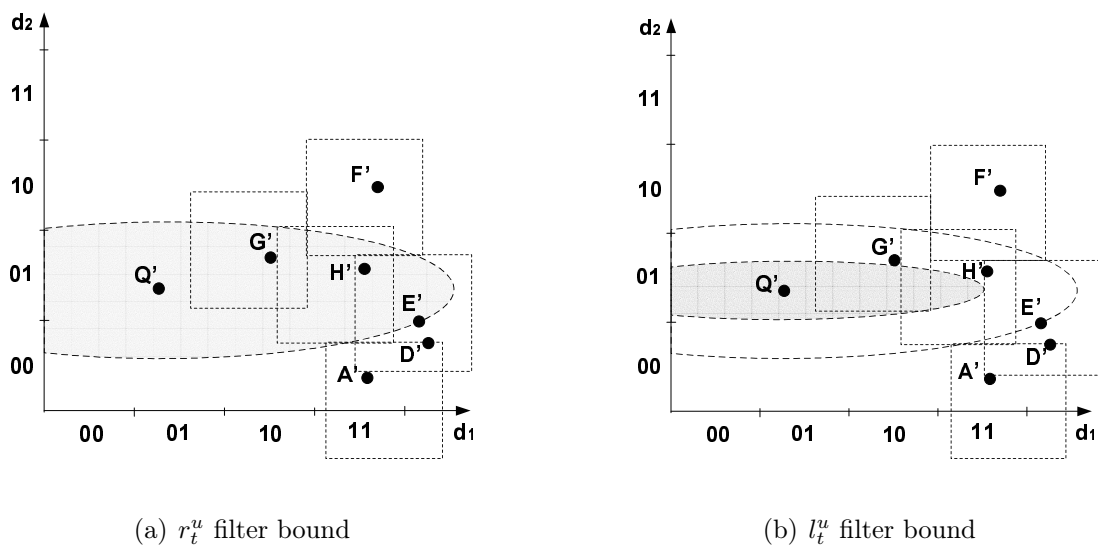 d2
11
10
01
00
F’
G’
H’
Q’
E’
D’
A’
00 01 10 11 d1
(a) r_t^u filter bound
d2
11
10
01
00
F’
G’
H’
Q’
E’
D’
A’
00 01 10 11 d1
(b) l_t^u filter bound